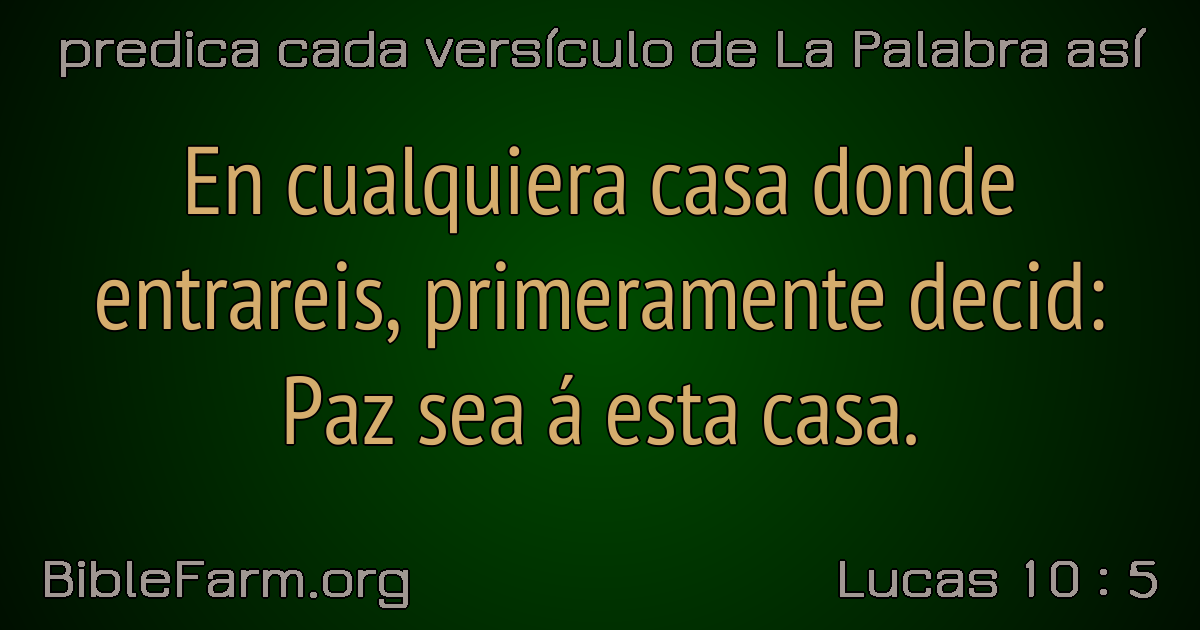 predica cada versículo de La Palabra así
En cualquiera casa donde
entrareis, primeramente decid:
Paz sea á esta casa.
BibleFarm.org
Lucas 10 : 5